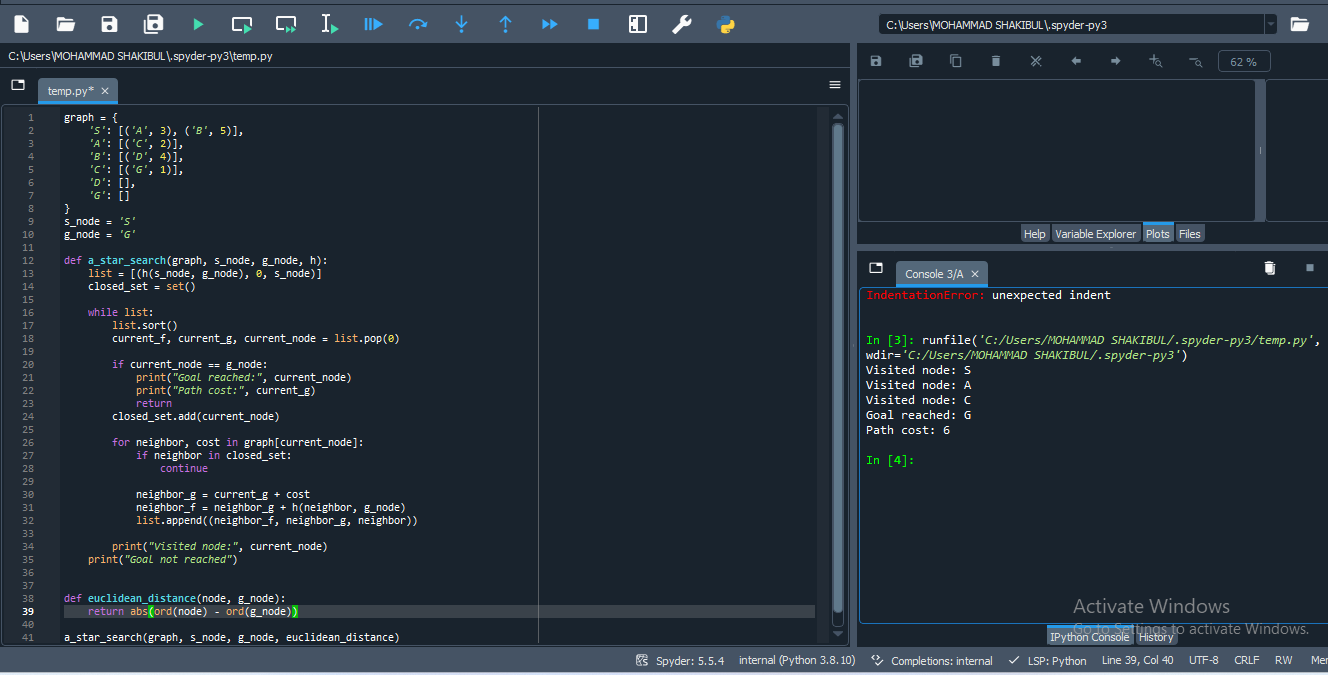 C:\Users\MOHAMMAD SHAKIBUL\.spyder-py3
C:\Users\MOHAMMAD SHAKIBUL\.spyder-py3\temp.py
temp.py*
1 graph = {
2     'S': [('A', 3), ('B', 5)],
3     'A': [('C', 2)],
4     'B': [('D', 4)],
5     'C': [('G', 1)],
6     'D': [],
7     'G': []
8 }
9 s_node = 'S'
10 g_node = 'G'
11
12 def a_star_search(graph, s_node, g_node, h):
13     list = [(h(s_node, g_node), 0, s_node)]
14     closed_set = set()
15
16     while list:
17         list.sort()
18         current_f, current_g, current_node = list.pop(0)
19
20         if current_node == g_node:
21             print("Goal reached:", current_node)
22             print("Path cost:", current_g)
23             return
24         closed_set.add(current_node)
25
26         for neighbor, cost in graph[current_node]:
27             if neighbor in closed_set:
28                 continue
29
30             neighbor_g = current_g + cost
31             neighbor_f = neighbor_g + h(neighbor, g_node)
32             list.append((neighbor_f, neighbor_g, neighbor))
33
34         print("Visited node:", current_node)
35     print("Goal not reached")
36
37
38 def euclidean_distance(node, g_node):
39     return abs(ord(node) - ord(g_node))
40
41 a_star_search(graph, s_node, g_node, euclidean_distance)
62 %
Help Variable Explorer Plots Files
Console 3/A
IndentationError: unexpected indent
In [3]: runfile('C:/Users/MOHAMMAD SHAKIBUL/.spyder-py3/temp.py',
wdir='C:/Users/MOHAMMAD SHAKIBUL/.spyder-py3')
Visited node: S
Visited node: A
Visited node: C
Goal reached: G
Path cost: 6
In [4]:
Activate Windows
Go to Settings to activate Windows.
IPython Console History
Spyder: 5.5.4 internal (Python 3.8.10) Completions: internal LSP: Python Line 39, Col 40 UTF-8 CRLF RW Mer